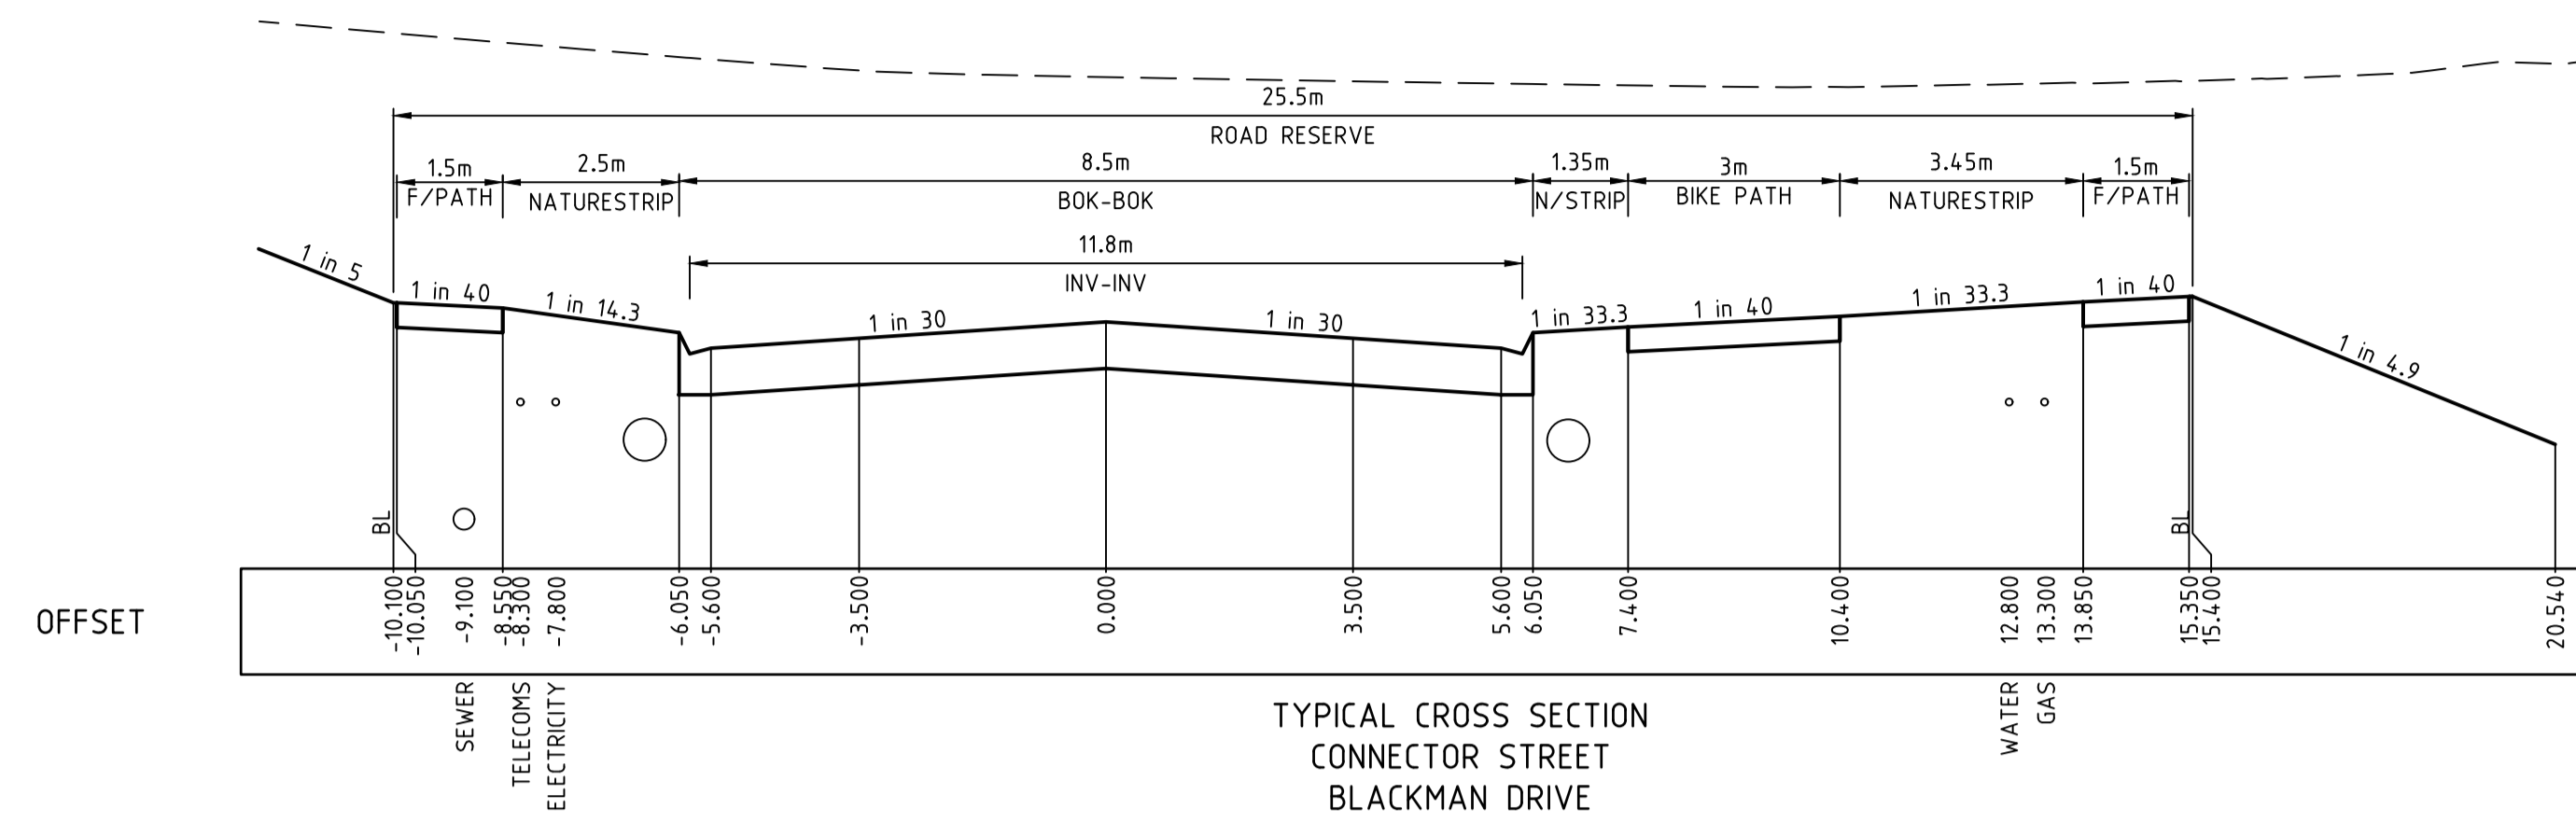 25.5m
ROAD RESERVE
1.5m
2.5m
8.5m
1.35m
3m
3.45m
1.5m
F/PATH
NATURESTRIP
BOK-BOK
N/STRIP
BIKE PATH
NATURESTRIP
F/PATH
11.8m
INV-INV
1 in 5
1 in 40
1 in 14.3
1 in 30
1 in 30
1 in 33.3
1 in 40
1 in 33.3
1 in 40
1 in 4.9
BL
BL
OFFSET
-10.100
-10.050
-9.100
-8.550
-8.300
-7.800
-6.050
-5.600
-3.500
0.000
3.500
5.600
6.050
7.400
10.400
12.800
13.300
13.850
15.350
15.400
20.540
SEWER
TELECOMS
ELECTRICITY
WATER
GAS
TYPICAL CROSS SECTION
CONNECTOR STREET
BLACKMAN DRIVE